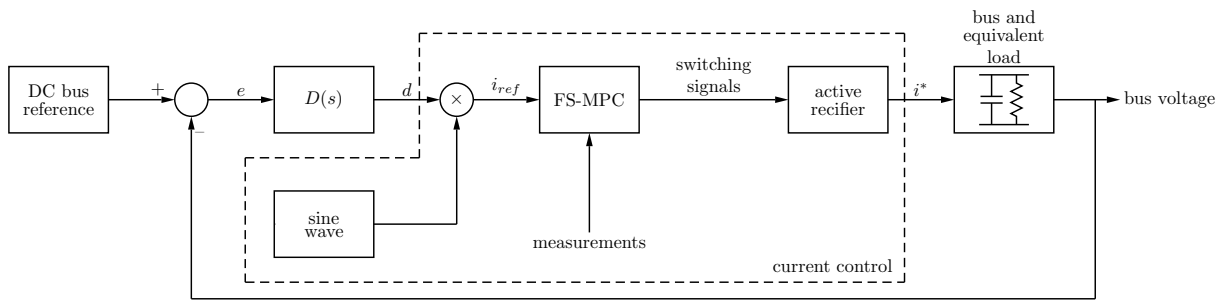 bus and
equivalent
load
DC bus
reference
+
−
e
D(s)
d
×
i_ref
FS-MPC
switching
signals
active
recifier
i*
bus voltage
sine
wave
measurements
current control